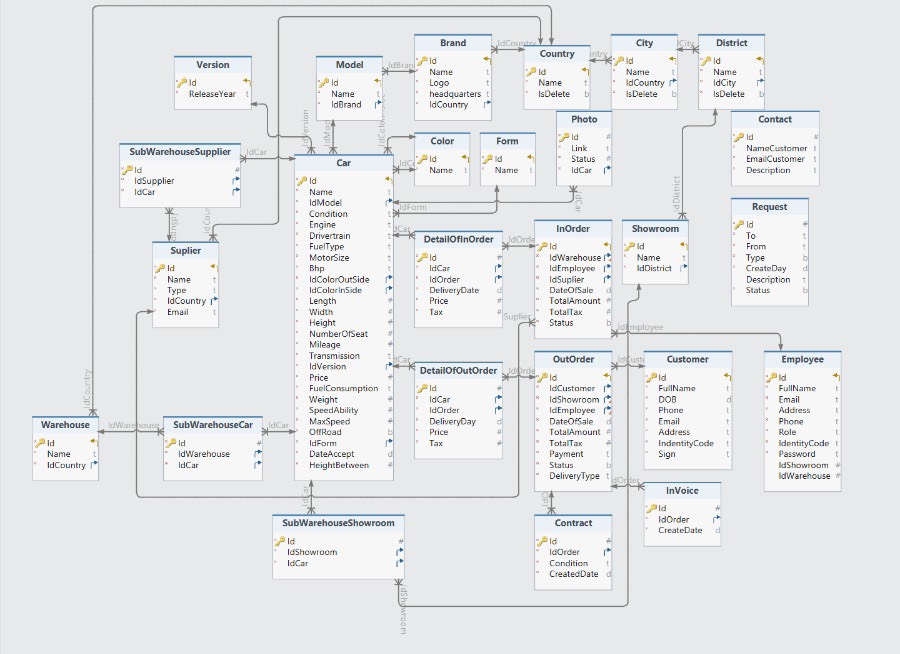 Version
Id
ReleaseYear
Model
Id
Name
IdBrand
Brand
Id
Name
Logo
headquarters
IdCountry
Country
Id
Name
IsDelete
City
Id
Name
IdCountry
IsDelete
District
Id
Name
IdCity
IsDelete
Photo
Id
Link
Status
IdCar
Contact
Id
NameCustomer
EmailCustomer
Description
Color
Id
Name
Form
Id
Name
SubWarehouseSupplier
Id
IdSupplier
IdCar
Car
Id
Name
IdModel
Condition
Engine
Drivertrain
FuelType
MotorSize
Bhp
IdColorOutSide
IdColorInSide
Length
Width
Height
NumberOfSeat
Mileage
Transmission
IdVersion
Price
FuelConsumption
Weight
SpeedAbility
MaxSpeed
OffRoad
IdForm
DateAccept
HeightBetween
Request
Id
To
From
Type
CreateDay
Description
Status
Suplier
Id
Name
Type
IdCountry
Email
DetailOfInOrder
Id
IdCar
IdOrder
DeliveryDate
Price
Tax
InOrder
Id
IdWarehouse
IdEmployee
IdSuplier
DateOfSale
TotalAmount
TotalTax
Status
Showroom
Id
Name
IdDistrict
DetailOfOutOrder
Id
IdCar
IdOrder
DeliveryDay
Price
Tax
OutOrder
Id
IdCustomer
IdShowroom
IdEmployee
DateOfSale
TotalAmount
TotalTax
Payment
Status
DeliveryType
Customer
Id
FullName
DOB
Phone
Email
Address
IndentityCode
Sign
Employee
Id
FullName
Email
Address
Phone
Role
IdentityCode
Password
IdShowroom
IdWarehouse
Warehouse
Id
Name
IdCountry
SubWarehouseCar
Id
IdWarehouse
IdCar
InVoice
Id
IdOrder
CreateDate
SubWarehouseShowroom
Id
IdShowroom
IdCar
Contract
Id
IdOrder
Condition
CreatedDate
IdCar
IdForm
IdEmployee
IdWarehouse
IdCar
IdCountry
IdDistrict
IdCar
IdShowroom